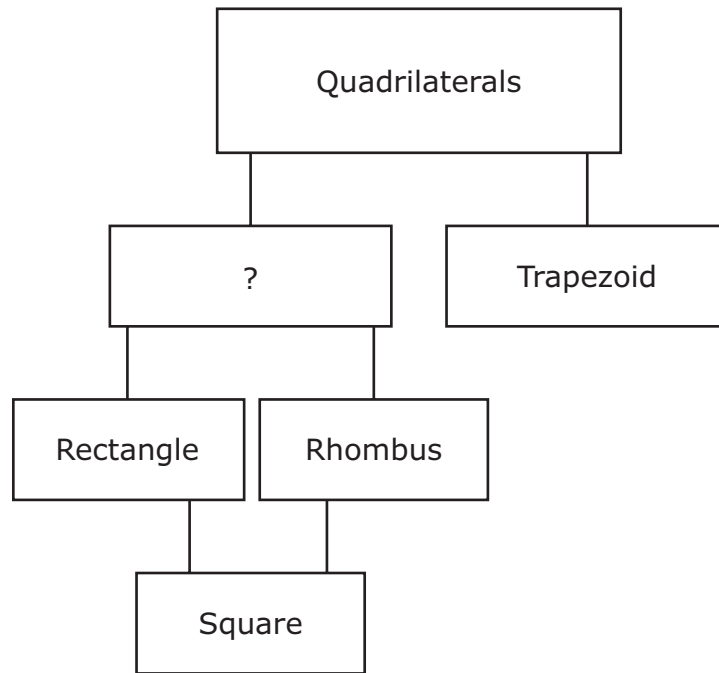 Quadrilaterals
?
Trapezoid
Rectangle
Rhombus
Square